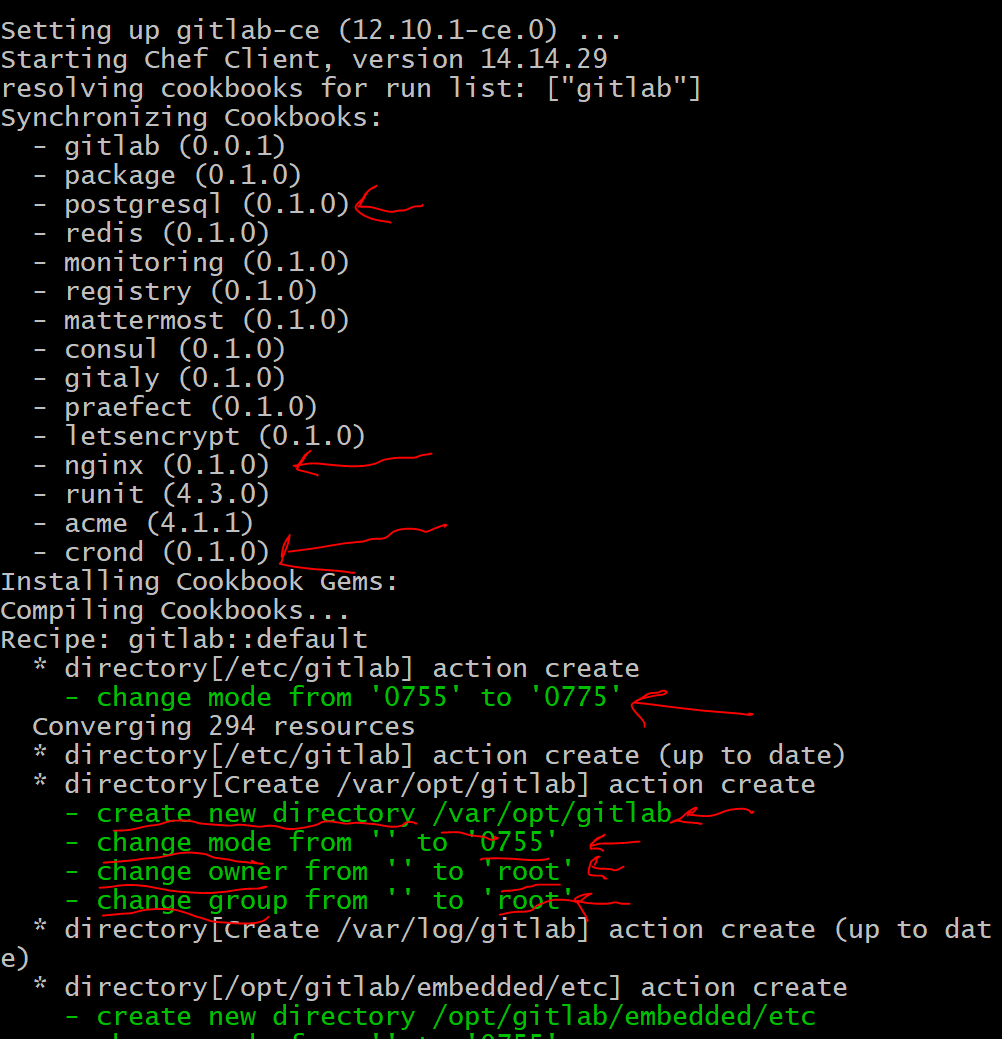 Setting up gitlab-ce (12.10.1-ce.0) ...
Starting Chef Client, version 14.14.29
resolving cookbooks for run list: ["gitlab"]
Synchronizing Cookbooks:
  - gitlab (0.0.1)
  - package (0.1.0)
  - postgresql (0.1.0)
  - redis (0.1.0)
  - monitoring (0.1.0)
  - registry (0.1.0)
  - mattermost (0.1.0)
  - consul (0.1.0)
  - gitaly (0.1.0)
  - praefect (0.1.0)
  - letsencrypt (0.1.0)
  - nginx (0.1.0)
  - runit (4.3.0)
  - acme (4.1.1)
  - crond (0.1.0)
Installing Cookbook Gems:
Compiling Cookbooks...
Recipe: gitlab::default
  * directory[/etc/gitlab] action create
    - change mode from '0755' to '0775'
  Converging 294 resources
  * directory[/etc/gitlab] action create (up to date)
  * directory[Create /var/opt/gitlab] action create
    - create new directory /var/opt/gitlab
    - change mode from '' to '0755'
    - change owner from '' to 'root'
    - change group from '' to 'root'
  * directory[Create /var/log/gitlab] action create (up to dat
e)
  * directory[/opt/gitlab/embedded/etc] action create
    - create new directory /opt/gitlab/embedded/etc